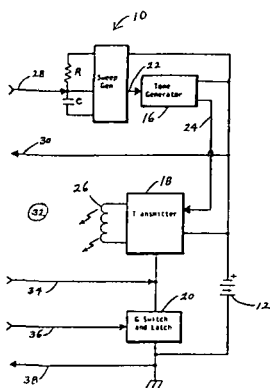 10
28
R
C
Sweep
Gen
22
Tone
Generator
16
24
30
26
18
Transmitter
32
34
36
G Switch
and Latch
20
+
12
38